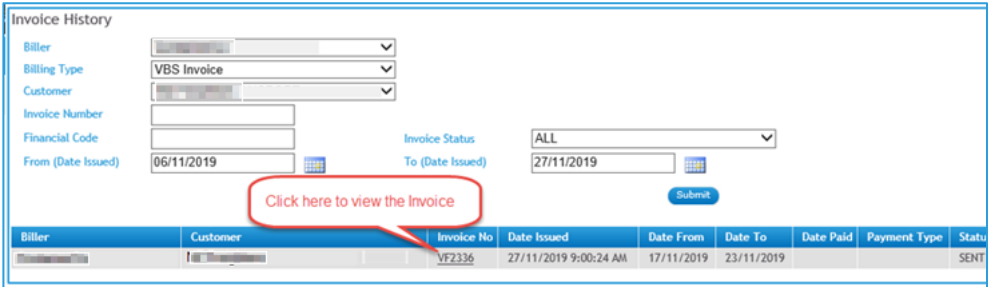 Invoice History
Biller
Billing Type VBS Invoice
Customer
Invoice Number
Financial Code Invoice Status ALL
From (Date Issued) 06/11/2019 To (Date Issued) 27/11/2019
Submit
Click here to view the Invoice
Biller Customer Invoice No Date Issued Date From Date To Date Paid Payment Type Statu
VF2336 27/11/2019 9:00:24 AM 17/11/2019 23/11/2019 SENT